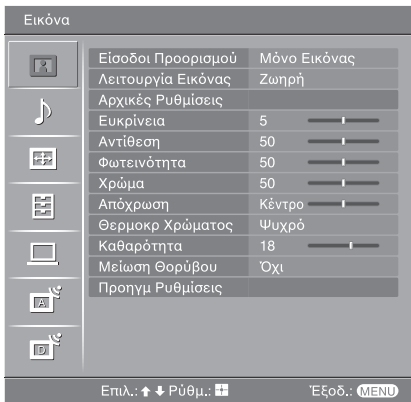 Εικόνα
Είσοδοι Προορισμού Μόνο Εικόνας
Λειτουργία Εικόνας Ζωηρή
Αρχικές Ρυθμίσεις
Ευκρίνεια 5
Αντίθεση 50
Φωτεινότητα 50
Χρώμα 50
Απόχρωση Κέντρο
Θερμοκρ Χρώματος Ψυχρό
Καθαρότητα 18
Μείωση Θορύβου Όχι
Προηγμ Ρυθμίσεις
A
D
Επιλ.: Ρύθμ.: Έξοδ.: MENU